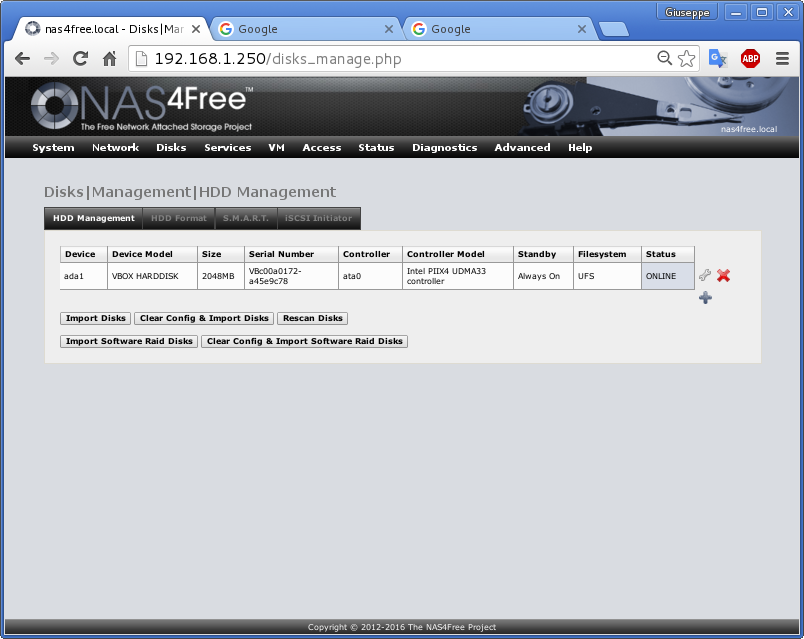 Giuseppe
nas4free.local - Disks|Mar
Google
Google
192.168.1.250/disks_manage.php
ABP
NAS4Free™
The Free Network Attached Storage Project
nas4free.local
System Network Disks Services VM Access Status Diagnostics Advanced Help
Disks|Management|HDD Management
HDD Management HDD Format S.M.A.R.T. iSCSI Initiator
Device Device Model Size Serial Number Controller Controller Model Standby Filesystem Status
ada1 VBOX HARDDISK 2048MB VBc00a0172-a45e9c78 ata0 Intel PIIX4 UDMA33 controller Always On UFS ONLINE
Import Disks Clear Config & Import Disks Rescan Disks
Import Software Raid Disks Clear Config & Import Software Raid Disks
Copyright © 2012-2016 The NAS4Free Project